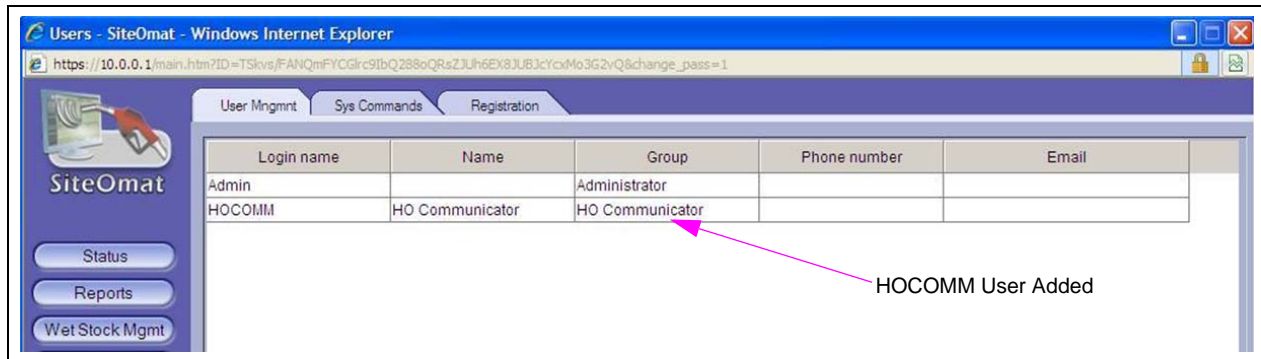 Users - SiteOmat - Windows Internet Explorer
https://10.0.0.1/main.htm?ID=TSkvs/FANQmFYCGlrc9IbQ288oQRsZJUh6EX8JUBJcYcxMo3G2vQ&change_pass=1
User Mngmnt Sys Commands Registration
Login name Name Group Phone number Email
SiteOmat
Admin Administrator
HOCOMM HO Communicator HO Communicator
Status
HOCOMM User Added
Reports
Wet Stock Mgmt